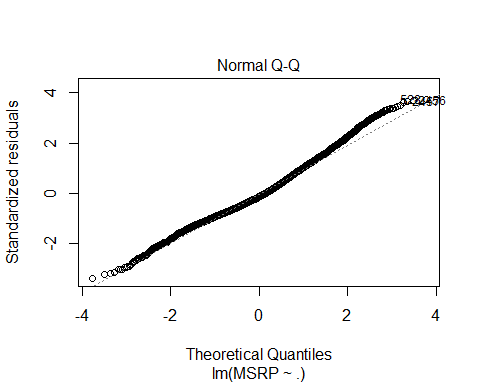 Normal Q-Q
Standardized residuals
4
2
0
-2
-4
-2
0
2
4
Theoretical Quantiles
lm(MSRP ~ .)